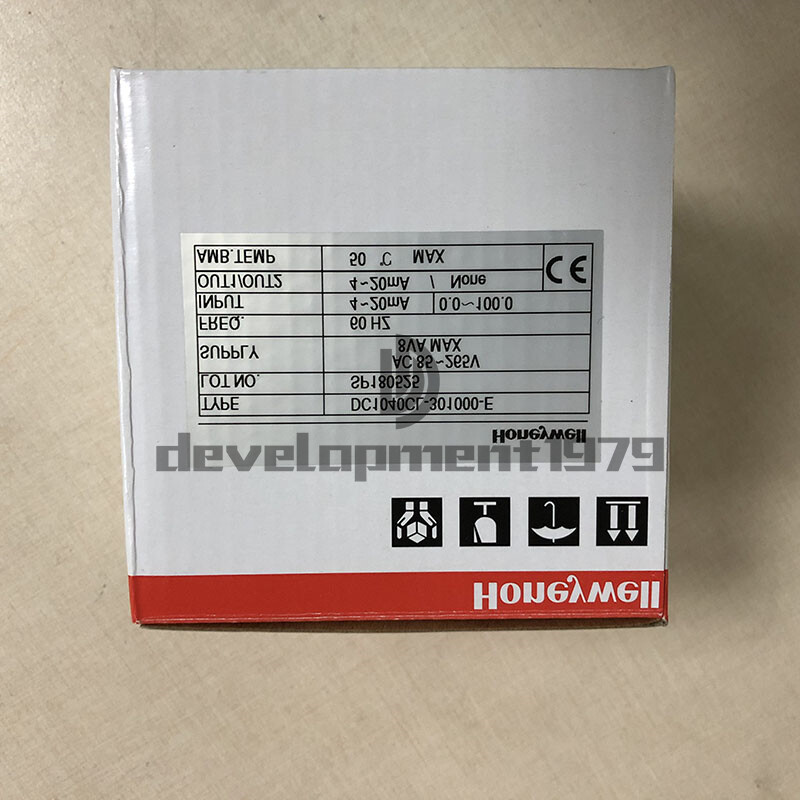 Honeywell
Honeywell
TYPE DC1040CL-301000-E
LOT NO. SP180525
SUPPLY AC 85~265V
8VA MAX
FREQ. 60 HZ
INPUT 4~20mA 0.0~100.0
OUT1/OUT2 4~20mA / None
AMB.TEMP 50 ℃ MAX
CE
development1979